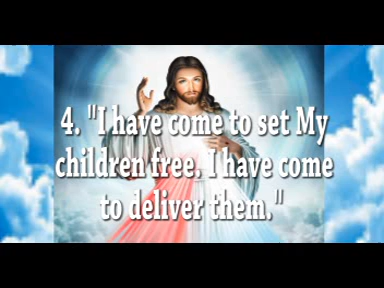 4. "I have come to set My
children free. I have come
to deliver them."